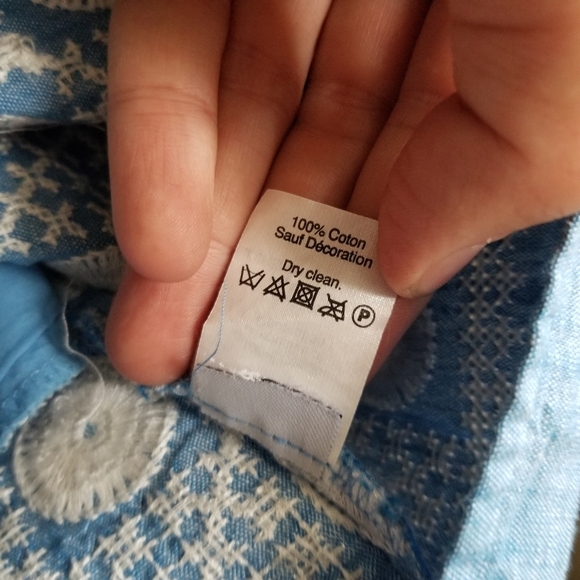 100% Coton
Sauf Décoration
Dry clean.
P